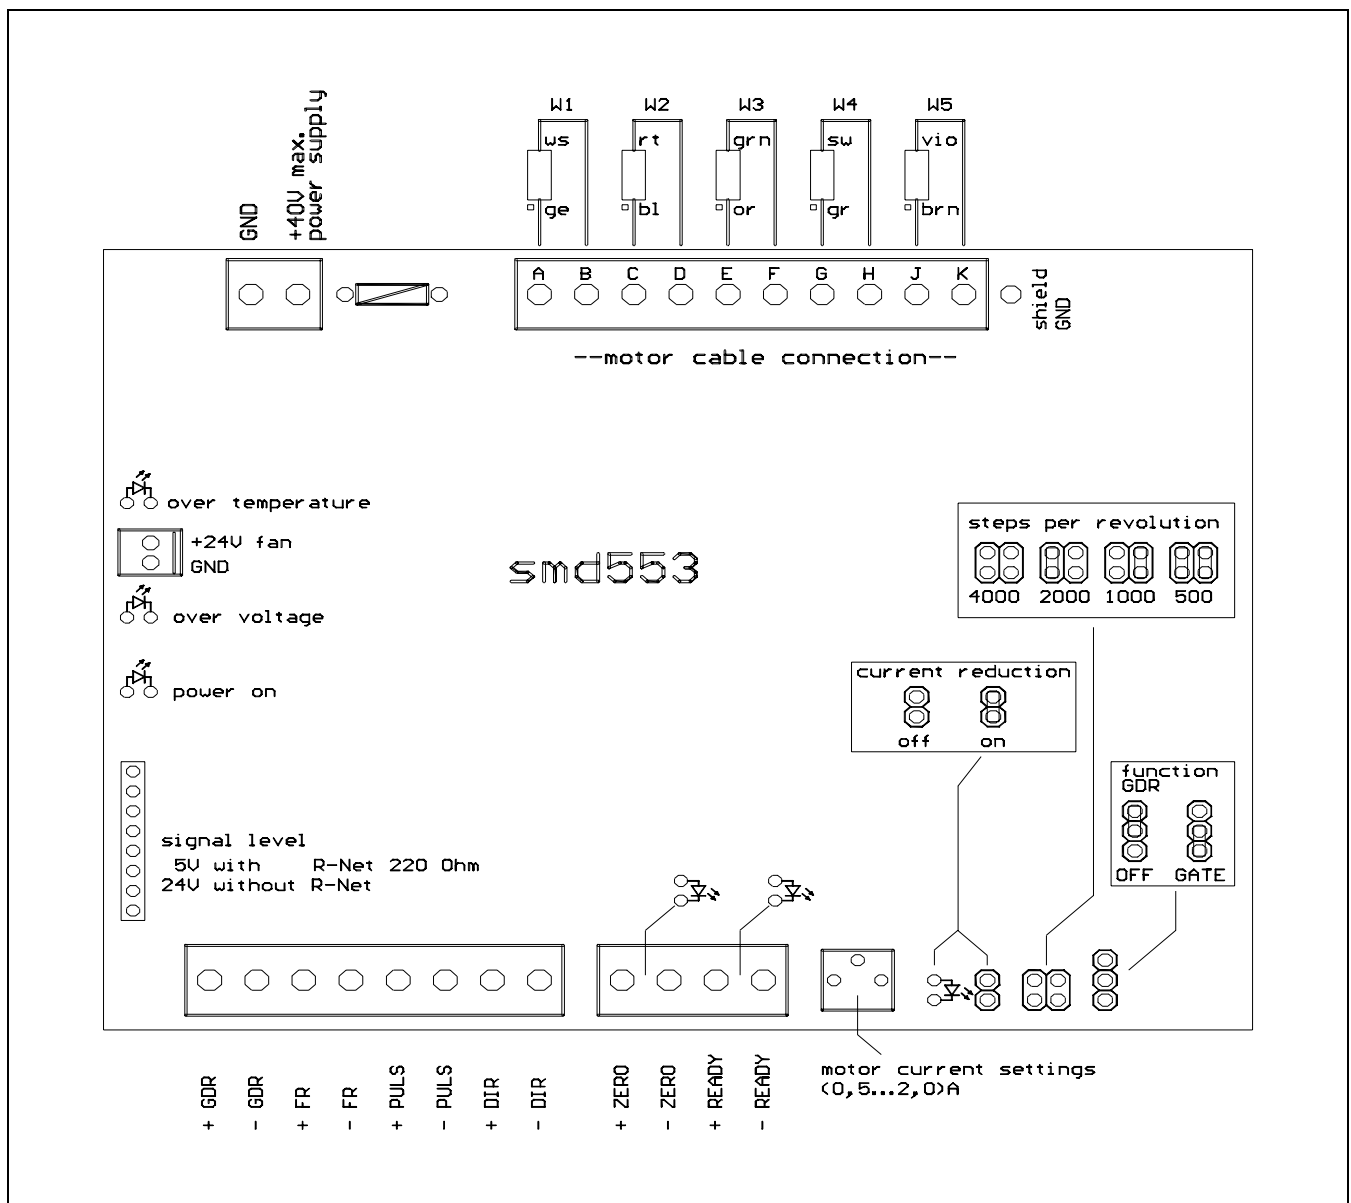 W1 W2 W3 W4 W5
ws rt grn sw vio
ge bl or gr brn
GND
+40V max.
power supply
A B C D E F G H J K
shield
GND
--motor cable connection--
over temperature
+24V fan
GND
over voltage
power on
smd553
steps per revolution
4000 2000 1000 500
current reduction
off on
function
GDR
OFF GATE
signal level
5V with R-Net 220 Ohm
24V without R-Net
+ GDR
- GDR
+ FR
- FR
+ PULS
- PULS
+ DIR
- DIR
+ ZERO
- ZERO
+ READY
- READY
motor current settings
(0,5...2,0)A